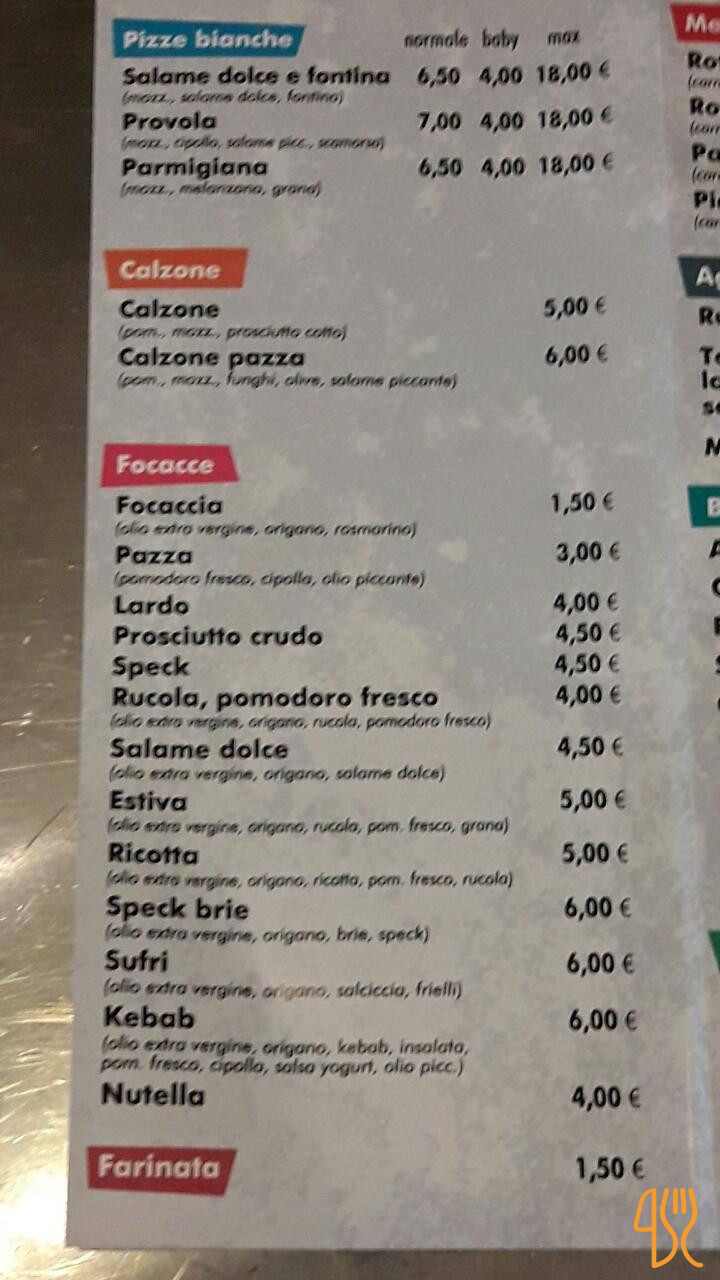 Pizze bianche normale baby max
Salame dolce e fontina 6,50 4,00 18,00 €
(mozz., salame dolce, fontina)
Provola 7,00 4,00 18,00 €
(mozz., cipolla, salame picc., scamorsa)
Parmigiana 6,50 4,00 18,00 €
(mozz., melanzana, grana)
Calzone
Calzone 5,00 €
(pom., mozz., prosciutto cotto)
Calzone pazza 6,00 €
(pom., mozz., funghi, olive, salame piccante)
Focacce
Focaccia 1,50 €
(olio extra vergine, origano, rosmarino)
Pazza 3,00 €
(pomodoro fresco, cipolla, olio piccante)
Lardo 4,00 €
Prosciutto crudo 4,50 €
Speck 4,50 €
Rucola, pomodoro fresco 4,00 €
(olio extra vergine, origano, rucola, pomodoro fresco)
Salame dolce 4,50 €
(olio extra vergine, origano, salame dolce)
Estiva 5,00 €
(olio extra vergine, origano, rucola, pom. fresco, grana)
Ricotta 5,00 €
(olio extra vergine, origano, ricotta, pom. fresco, rucola)
Speck brie 6,00 €
(olio extra vergine, origano, brie, speck)
Sufri 6,00 €
(olio extra vergine, origano, salciccia, frielli)
Kebab 6,00 €
(olio extra vergine, origano, kebab, insalata,
pom. fresco, cipolla, salsa yogurt, olio picc.)
Nutella 4,00 €
Farinata 1,50 €